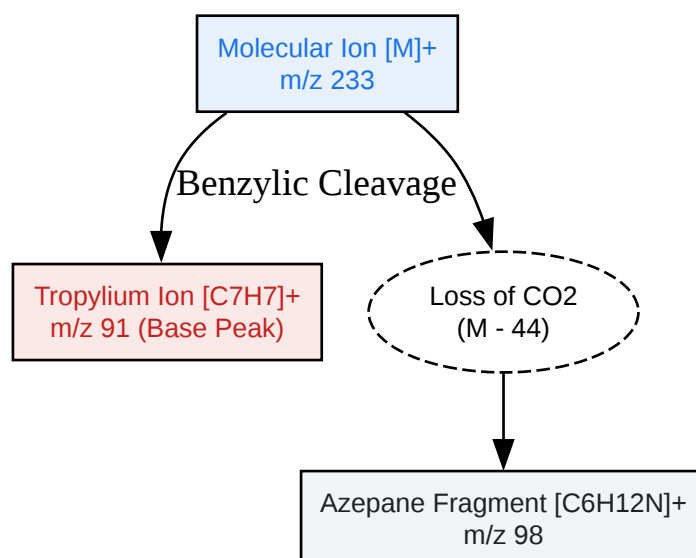 Molecular Ion [M]+
m/z 233
Benzylic Cleavage
Tropylium Ion [C7H7]+
m/z 91 (Base Peak)
Loss of CO2
(M - 44)
Azepane Fragment [C6H12N]+
m/z 98